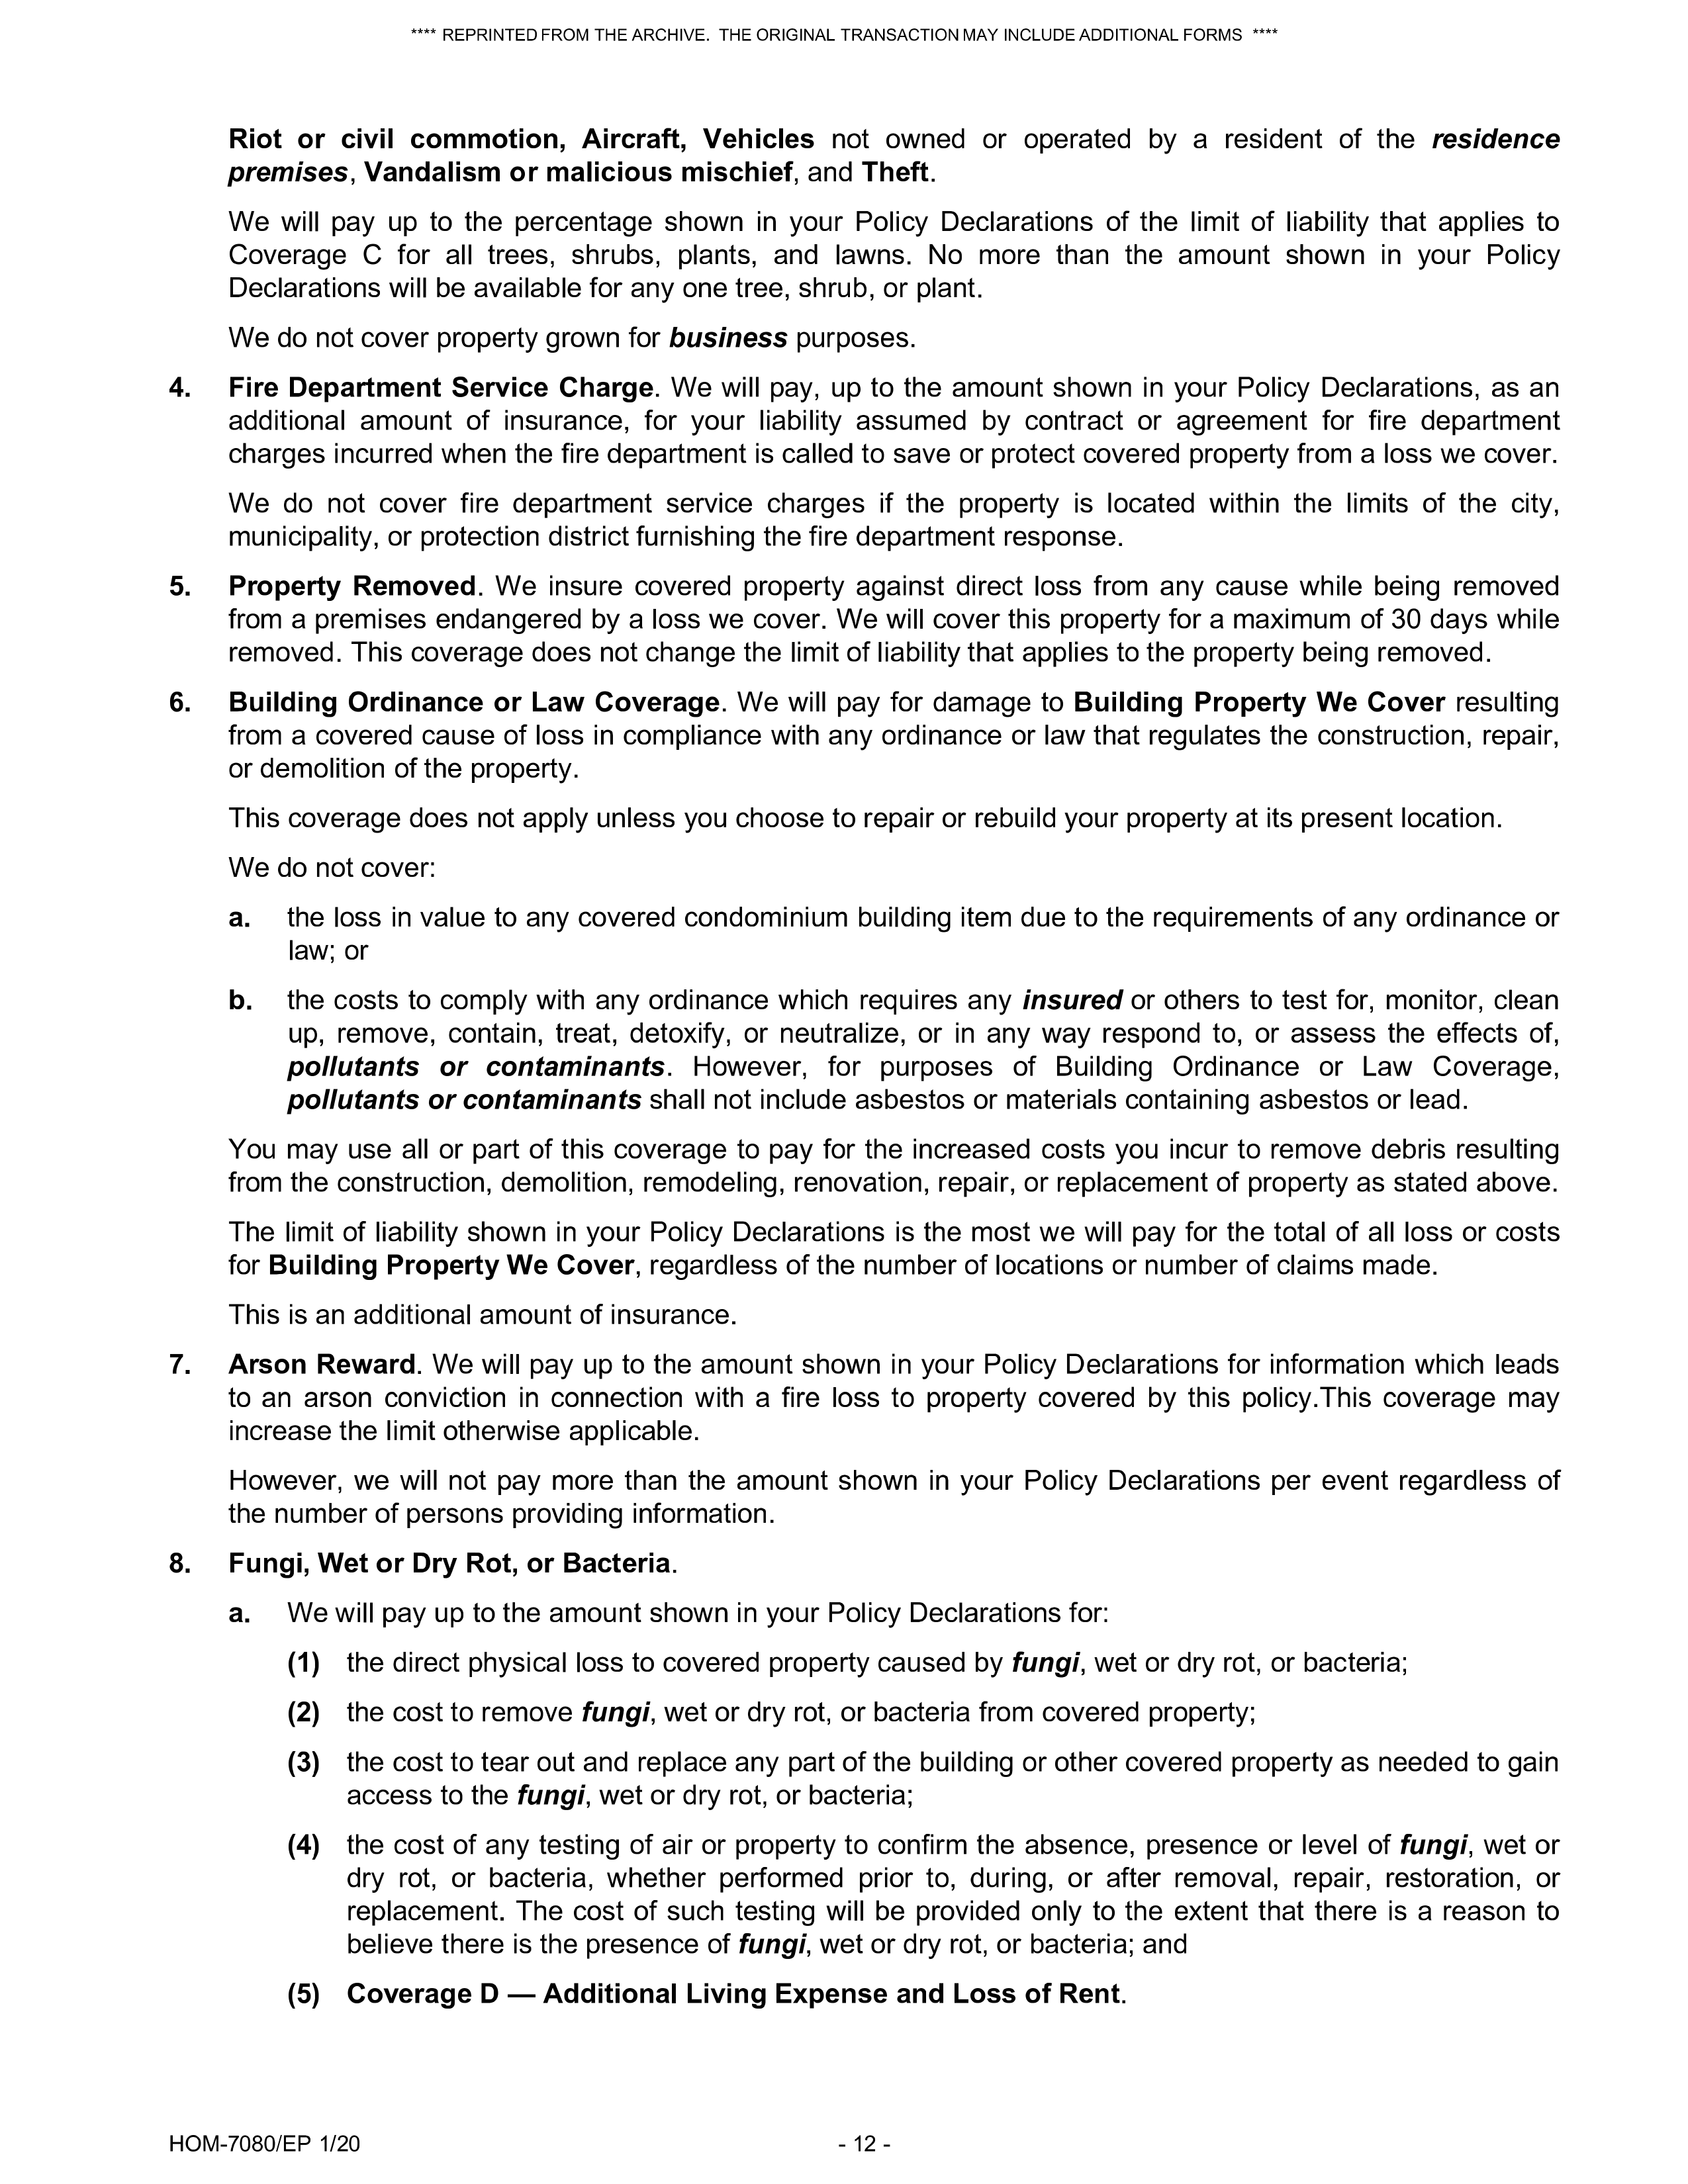 **** REPRINTED FROM THE ARCHIVE. THE ORIGINAL TRANSACTION MAY INCLUDE ADDITIONAL FORMS ****
Riot or civil commotion, Aircraft, Vehicles not owned or operated by a resident of the residence
premises, Vandalism or malicious mischief, and Theft.
We will pay up to the percentage shown in your Policy Declarations of the limit of liability that applies to
Coverage C for all trees, shrubs, plants, and lawns. No more than the amount shown in your Policy
Declarations will be available for any one tree, shrub, or plant.
We do not cover property grown for business purposes.
4. Fire Department Service Charge. We will pay, up to the amount shown in your Policy Declarations, as an
additional amount of insurance, for your liability assumed by contract or agreement for fire department
charges incurred when the fire department is called to save or protect covered property from a loss we cover.
We do not cover fire department service charges if the property is located within the limits of the city,
municipality, or protection district furnishing the fire department response.
5. Property Removed. We insure covered property against direct loss from any cause while being removed
from a premises endangered by a loss we cover. We will cover this property for a maximum of 30 days while
removed. This coverage does not change the limit of liability that applies to the property being removed.
6. Building Ordinance or Law Coverage. We will pay for damage to Building Property We Cover resulting
from a covered cause of loss in compliance with any ordinance or law that regulates the construction, repair,
or demolition of the property.
This coverage does not apply unless you choose to repair or rebuild your property at its present location.
We do not cover:
a. the loss in value to any covered condominium building item due to the requirements of any ordinance or
law; or
b. the costs to comply with any ordinance which requires any insured or others to test for, monitor, clean
up, remove, contain, treat, detoxify, or neutralize, or in any way respond to, or assess the effects of,
pollutants or contaminants. However, for purposes of Building Ordinance or Law Coverage,
pollutants or contaminants shall not include asbestos or materials containing asbestos or lead.
You may use all or part of this coverage to pay for the increased costs you incur to remove debris resulting
from the construction, demolition, remodeling, renovation, repair, or replacement of property as stated above.
The limit of liability shown in your Policy Declarations is the most we will pay for the total of all loss or costs
for Building Property We Cover, regardless of the number of locations or number of claims made.
This is an additional amount of insurance.
7. Arson Reward. We will pay up to the amount shown in your Policy Declarations for information which leads
to an arson conviction in connection with a fire loss to property covered by this policy.This coverage may
increase the limit otherwise applicable.
However, we will not pay more than the amount shown in your Policy Declarations per event regardless of
the number of persons providing information.
8. Fungi, Wet or Dry Rot, or Bacteria.
a. We will pay up to the amount shown in your Policy Declarations for:
(1) the direct physical loss to covered property caused by fungi, wet or dry rot, or bacteria;
(2) the cost to remove fungi, wet or dry rot, or bacteria from covered property;
(3) the cost to tear out and replace any part of the building or other covered property as needed to gain
access to the fungi, wet or dry rot, or bacteria;
(4) the cost of any testing of air or property to confirm the absence, presence or level of fungi, wet or
dry rot, or bacteria, whether performed prior to, during, or after removal, repair, restoration, or
replacement. The cost of such testing will be provided only to the extent that there is a reason to
believe there is the presence of fungi, wet or dry rot, or bacteria; and
(5) Coverage D — Additional Living Expense and Loss of Rent.
HOM-7080/EP 1/20 - 12 -